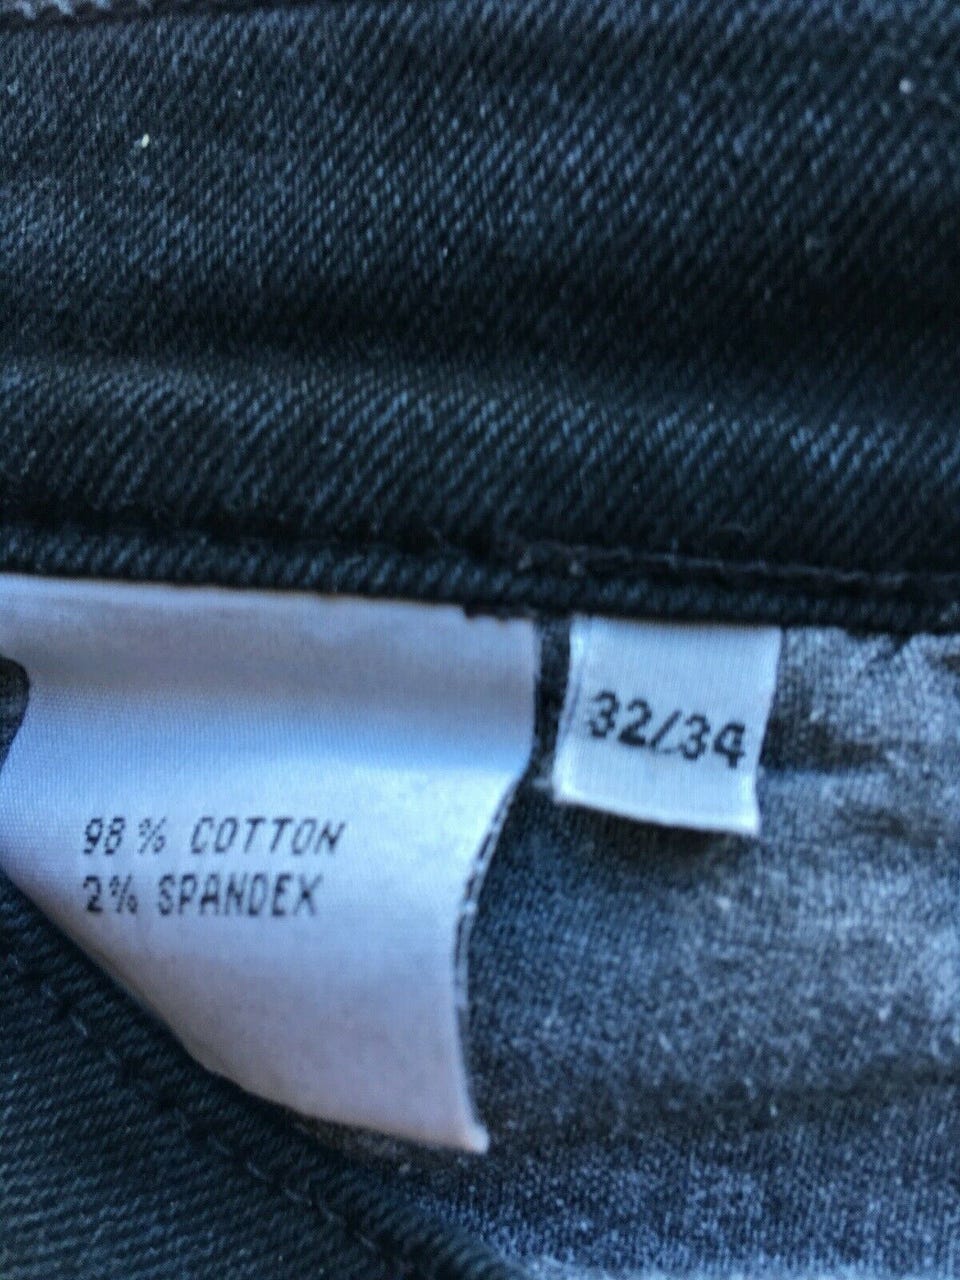 32/34
98% COTTON
2% SPANDEX